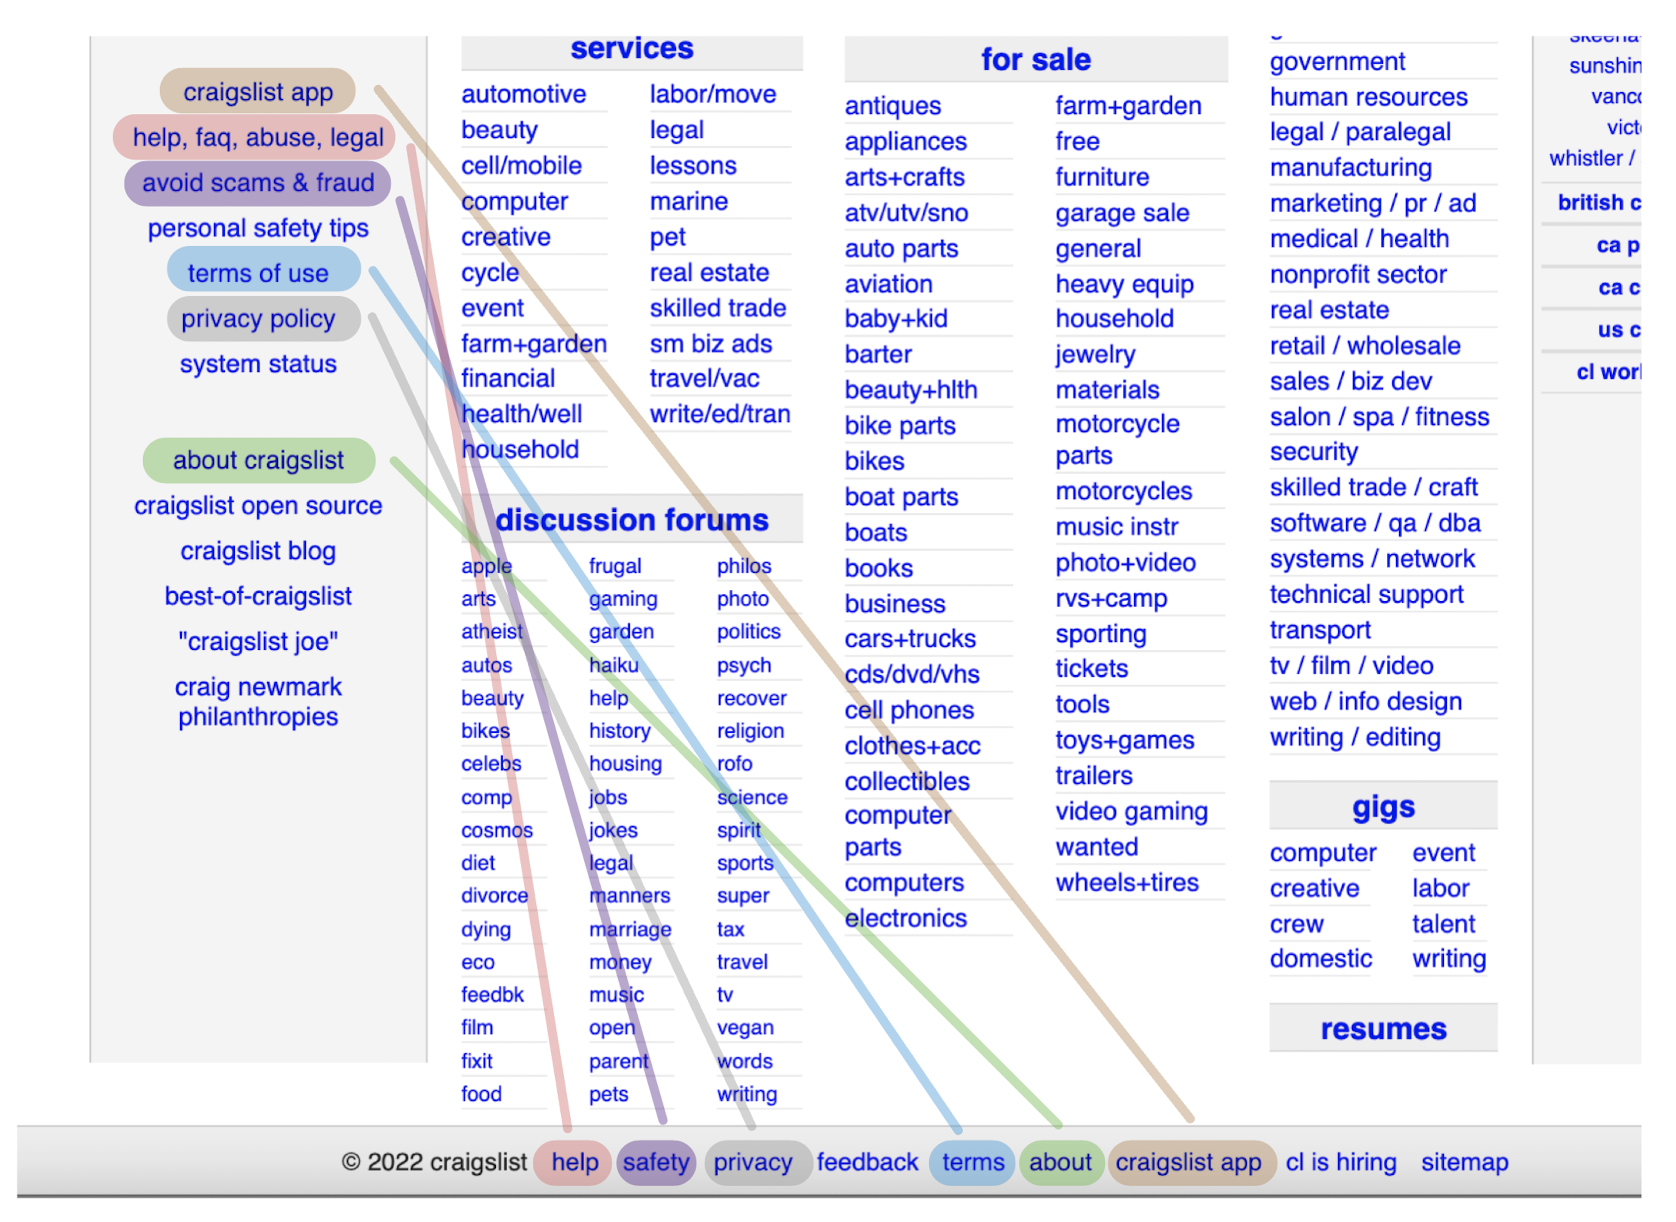 craigslist app
help, faq, abuse, legal
avoid scams & fraud
personal safety tips
terms of use
privacy policy
system status
about craigslist
craigslist open source
craigslist blog
best-of-craigslist
"craigslist joe"
craig newmark
philanthropies
services
automotive
beauty
cell/mobile
computer
creative
cycle
event
farm+garden
financial
health/well
household
labor/move
legal
lessons
marine
pet
real estate
skilled trade
sm biz ads
travel/vac
write/ed/tran
discussion forums
apple
arts
atheist
autos
beauty
bikes
celebs
comp
cosmos
diet
divorce
dying
eco
feedbk
film
fixit
food
frugal
gaming
garden
haiku
help
history
housing
jobs
jokes
legal
manners
marriage
money
music
open
parent
pets
philos
photo
politics
psych
recover
religion
rofo
science
spirit
sports
super
tax
travel
tv
vegan
words
writing
for sale
antiques
appliances
arts+crafts
atv/utv/sno
auto parts
aviation
baby+kid
barter
beauty+hlth
bike parts
bikes
boat parts
boats
books
business
cars+trucks
cds/dvd/vhs
cell phones
clothes+acc
collectibles
computer
parts
computers
electronics
farm+garden
free
furniture
garage sale
general
heavy equip
household
jewelry
materials
motorcycle
parts
motorcycles
music instr
photo+video
rvs+camp
sporting
tickets
tools
toys+games
trailers
video gaming
wanted
wheels+tires
government
human resources
legal / paralegal
manufacturing
marketing / pr / ad
medical / health
nonprofit sector
real estate
retail / wholesale
sales / biz dev
salon / spa / fitness
security
skilled trade / craft
software / qa / dba
systems / network
technical support
transport
tv / film / video
web / info design
writing / editing
gigs
computer
creative
crew
domestic
event
labor
talent
writing
resumes
skeena-
sunshin
vanco
victo
whistler /
british c
ca p
ca c
us c
cl worl
© 2022 craigslist help safety privacy feedback terms about craigslist app cl is hiring sitemap